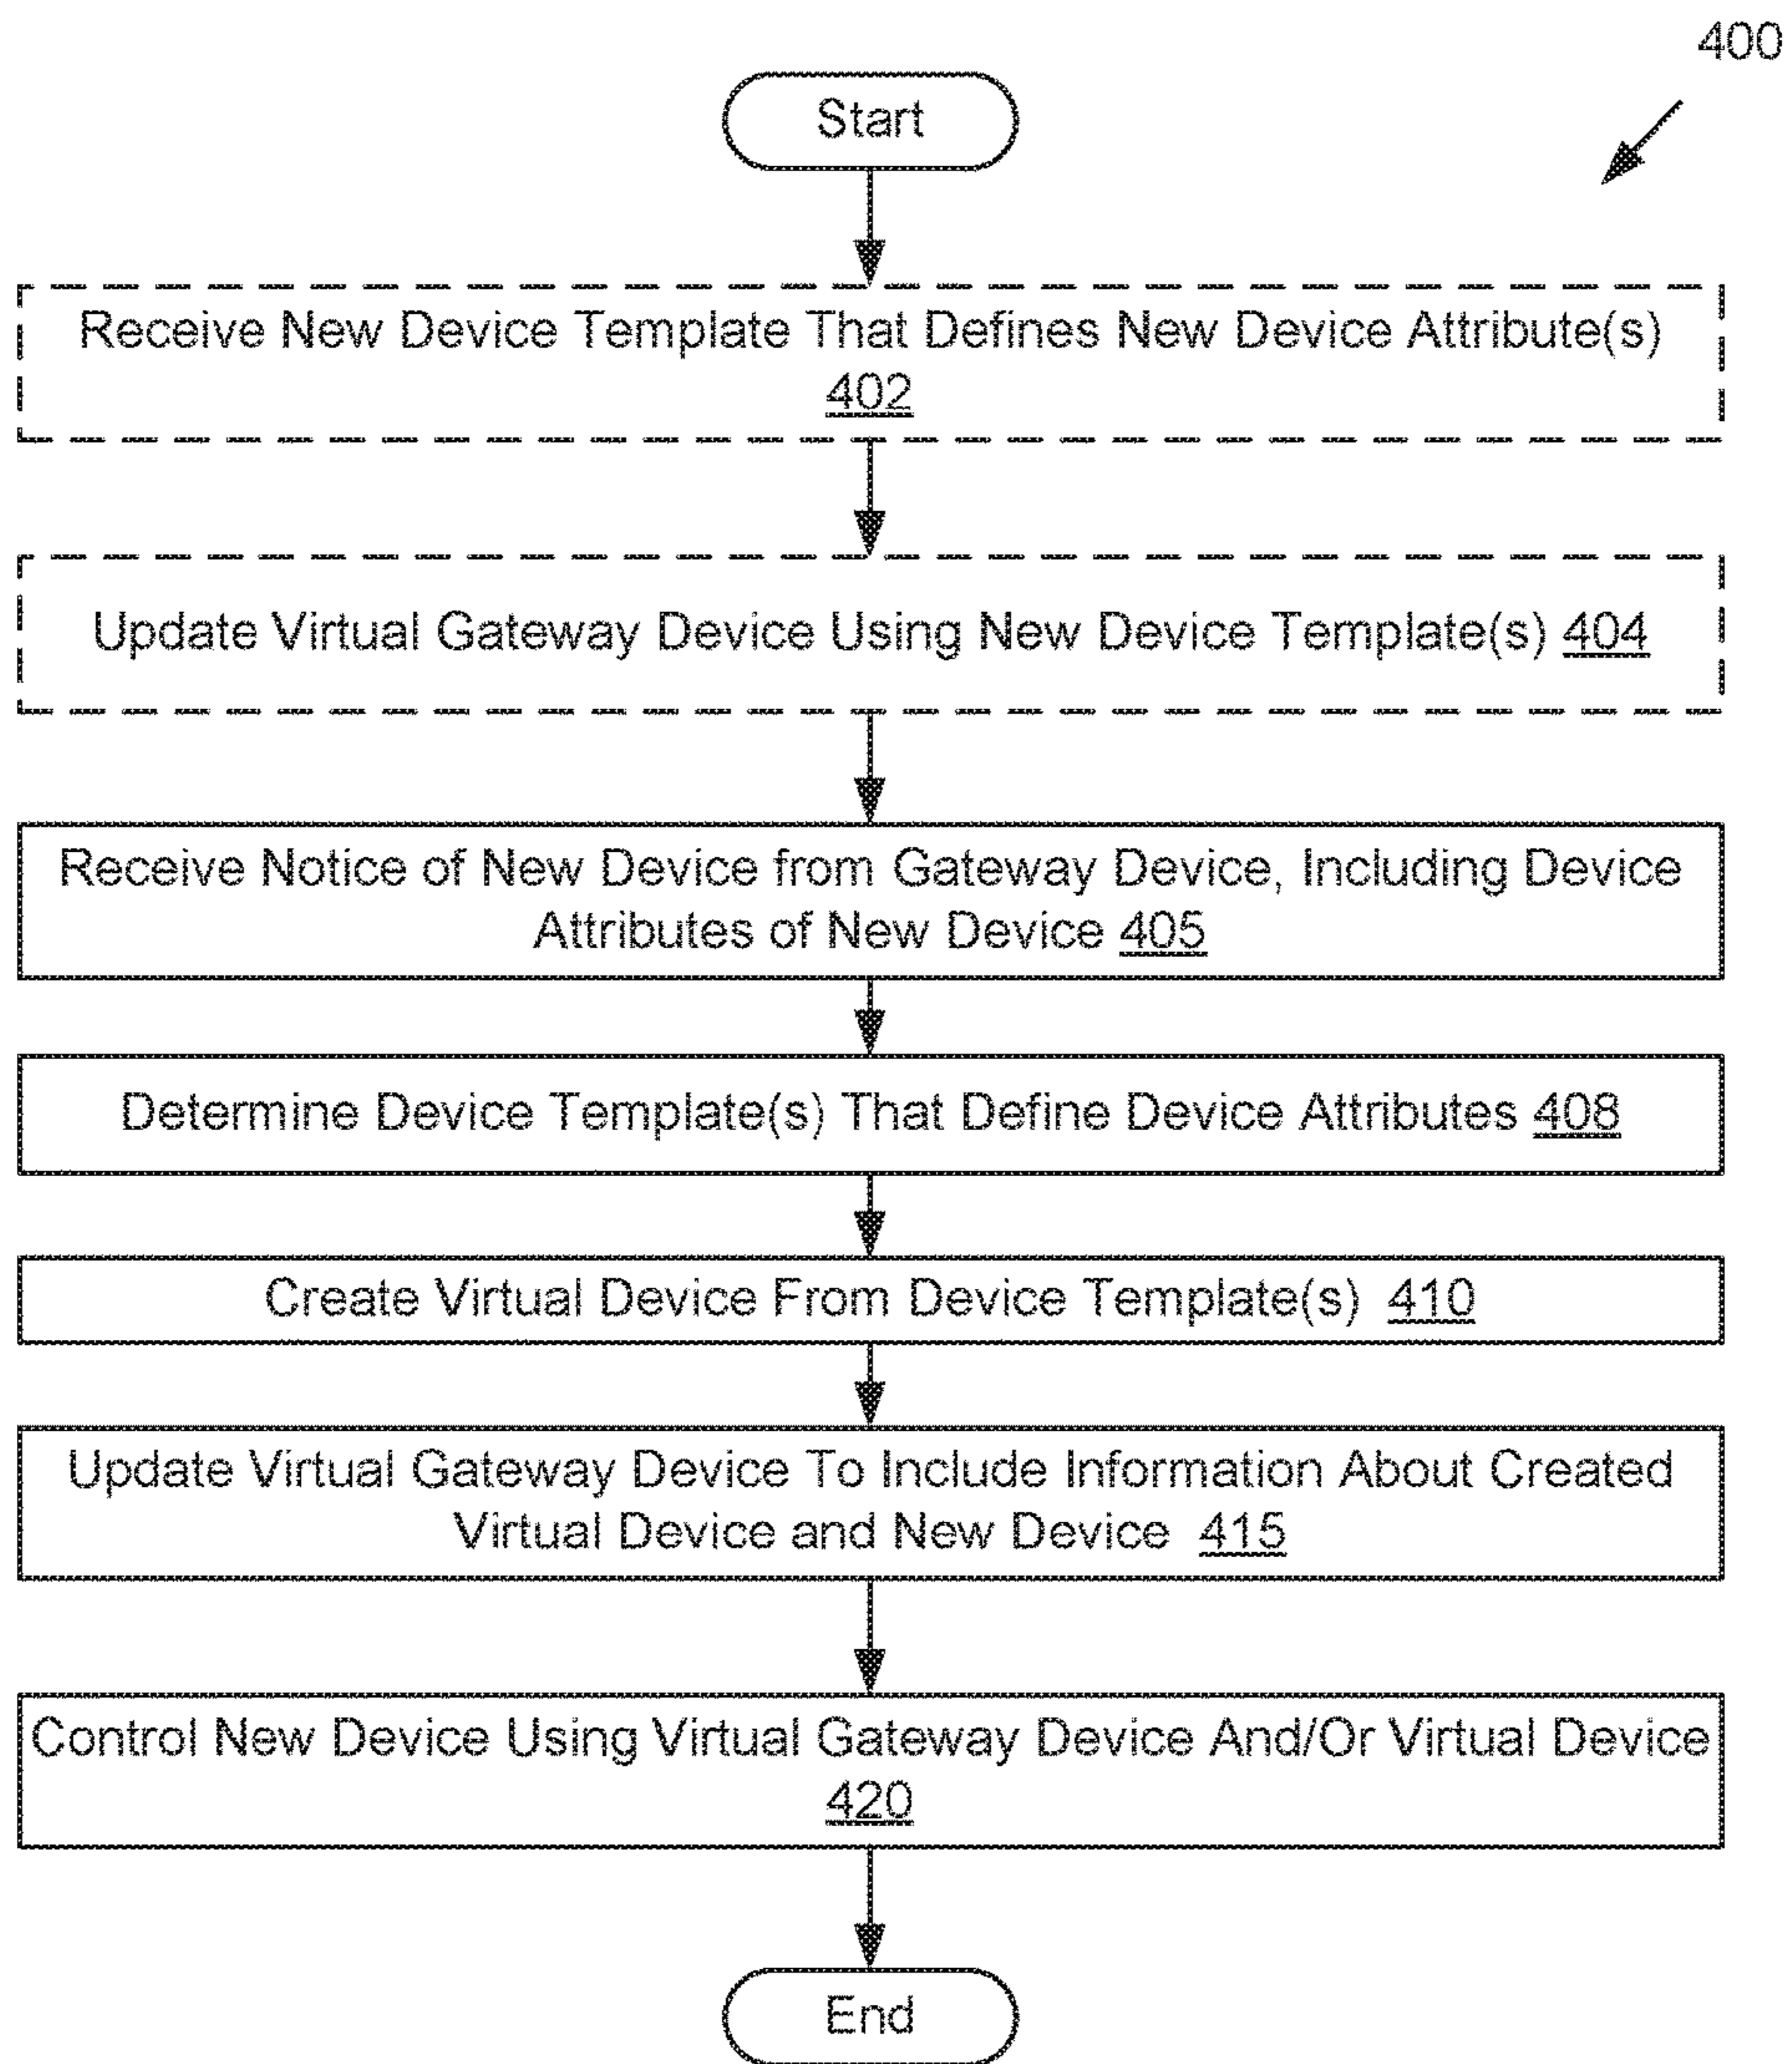 400
Start
Receive New Device Template That Defines New Device Attribute(s)
402
Update Virtual Gateway Device Using New Device Template(s) 404
Receive Notice of New Device from Gateway Device, Including Device
Attributes of New Device 405
Determine Device Template(s) That Define Device Attributes 408
Create Virtual Device From Device Template(s) 410
Update Virtual Gateway Device To Include Information About Created
Virtual Device and New Device 415
Control New Device Using Virtual Gateway Device And/Or Virtual Device
420
End